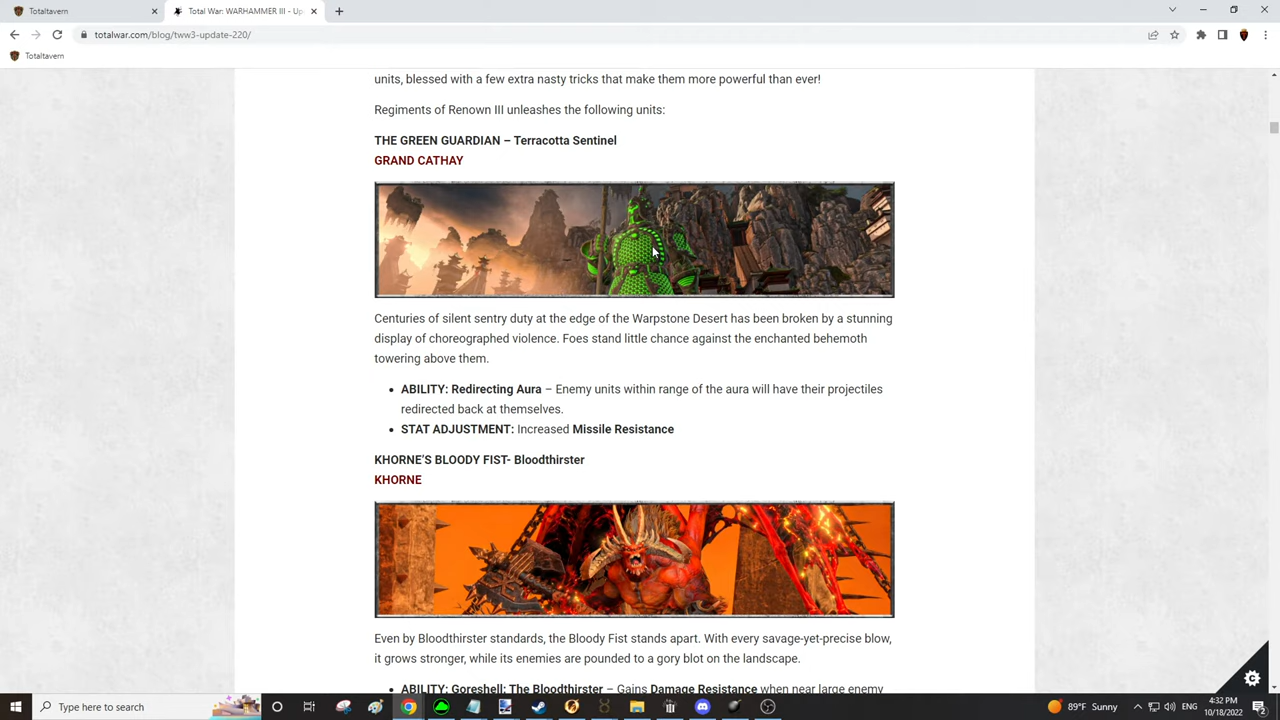 Totaltavern
Total War: WARHAMMER III - Up
totalwar.com/blog/tww3-update-220/
Totaltavern
units, blessed with a few extra nasty tricks that make them more powerful than ever!
Regiments of Renown III unleashes the following units:
THE GREEN GUARDIAN – Terracotta Sentinel
GRAND CATHAY
Centuries of silent sentry duty at the edge of the Warpstone Desert has been broken by a stunning
display of choreographed violence. Foes stand little chance against the enchanted behemoth
towering above them.
• ABILITY: Redirecting Aura – Enemy units within range of the aura will have their projectiles
redirected back at themselves.
• STAT ADJUSTMENT: Increased Missile Resistance
KHORNE'S BLOODY FIST- Bloodthirster
KHORNE
Even by Bloodthirster standards, the Bloody Fist stands apart. With every savage-yet-precise blow,
it grows stronger, while its enemies are pounded to a gory blot on the landscape.
• ABILITY: Goreshell: The Bloodthirster – Gains Damage Resistance when near large enemy
Type here to search
89°F Sunny
ENG
4:32 PM
10/18/2022
2